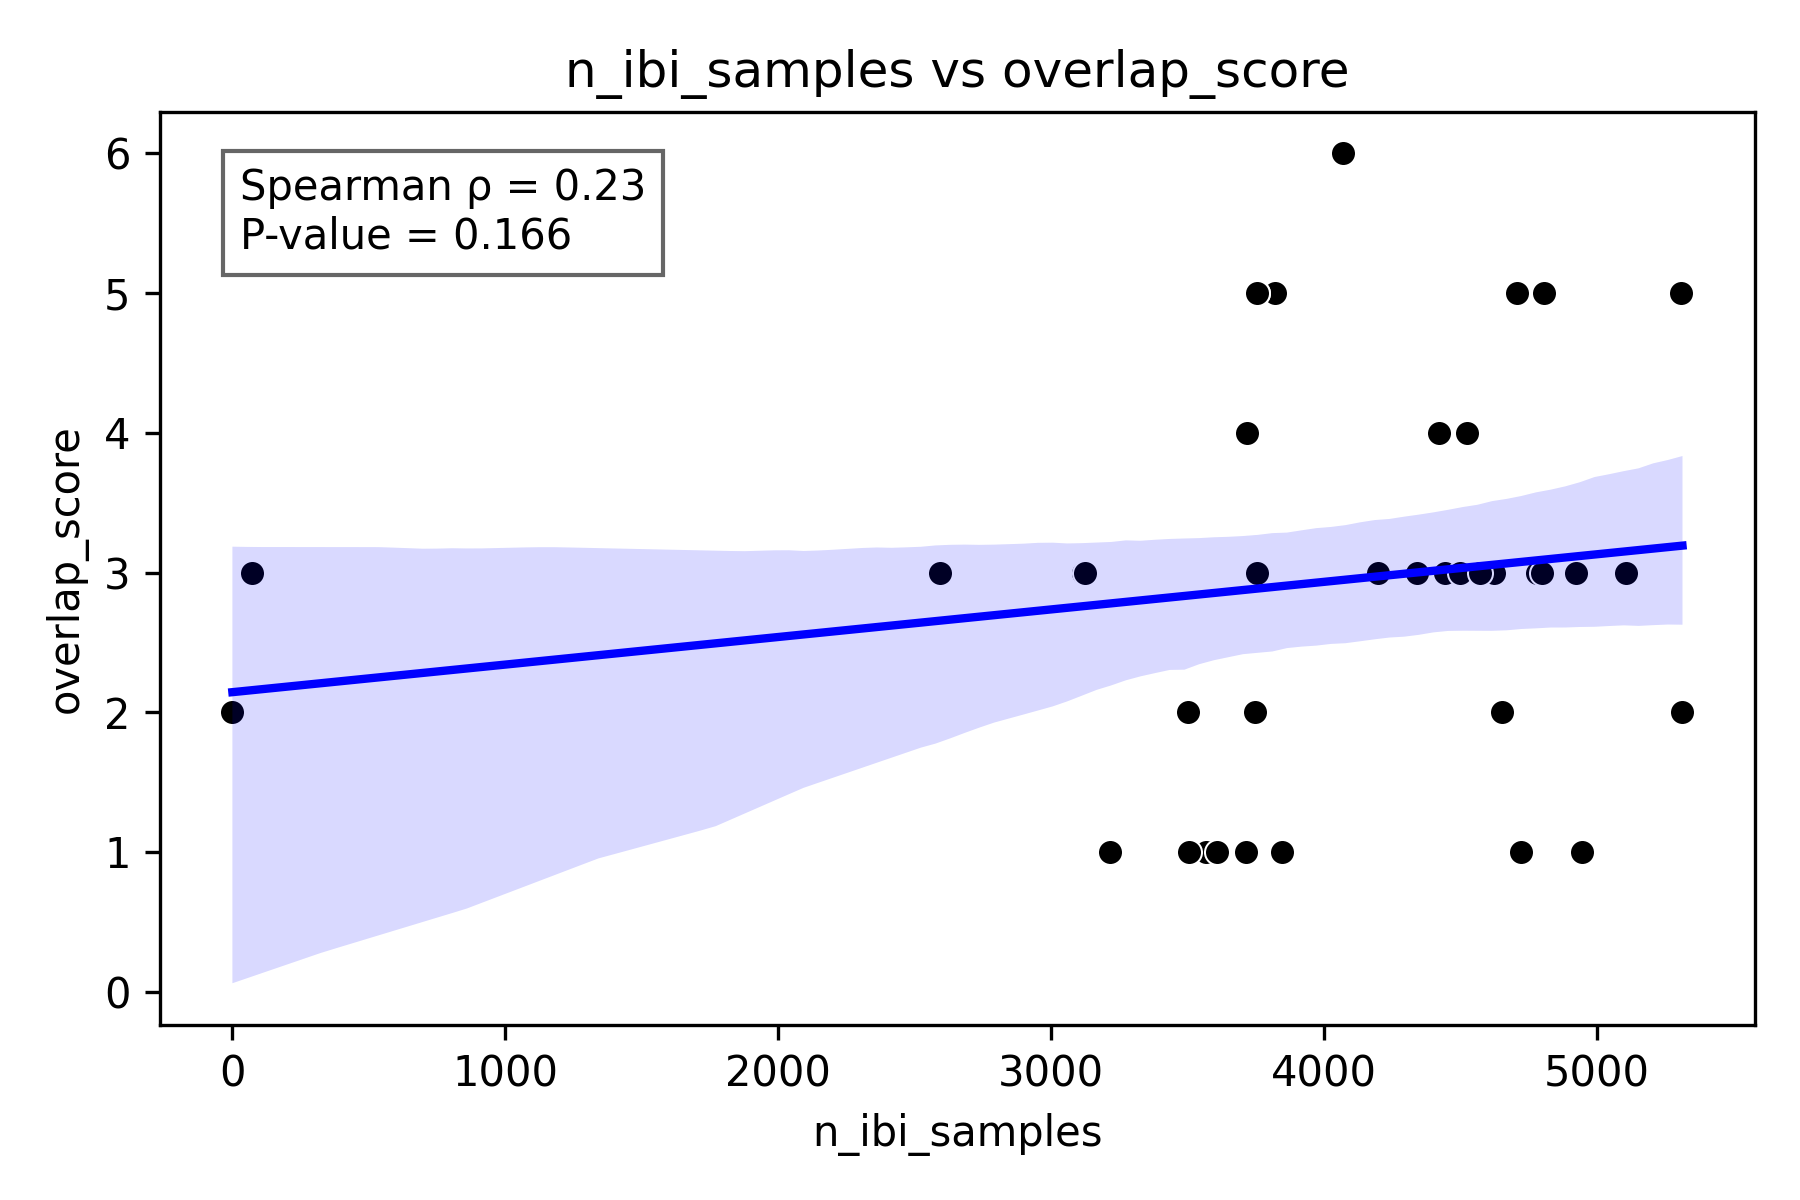 n_ibi_samples vs overlap_score
Spearman ρ = 0.23
P-value = 0.166
6
5
4
3
2
1
0
overlap_score
0 1000 2000 3000 4000 5000
n_ibi_samples